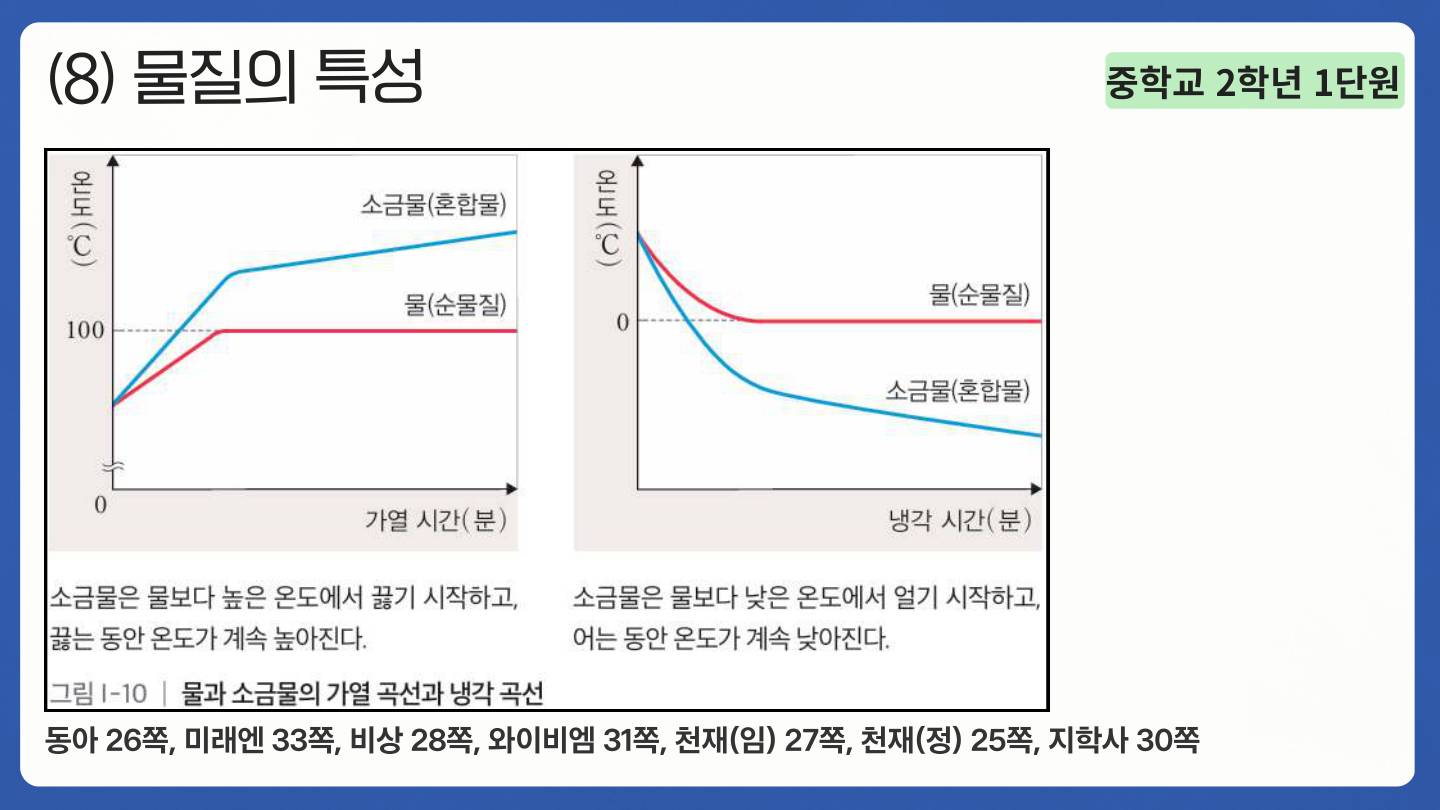 (8) 물질의 특성
중학교 2학년 1단원
온도(℃)
소금물(혼합물)
물(순물질)
100
0
가열 시간(분)
온도(℃)
물(순물질)
0
소금물(혼합물)
냉각 시간(분)
소금물은 물보다 높은 온도에서 끓기 시작하고,
끓는 동안 온도가 계속 높아진다.
소금물은 물보다 낮은 온도에서 얼기 시작하고,
어는 동안 온도가 계속 낮아진다.
그림 I-10 | 물과 소금물의 가열 곡선과 냉각 곡선
동아 26쪽, 미래엔 33쪽, 비상 28쪽, 와이비엠 31쪽, 천재(임) 27쪽, 천재(정) 25쪽, 지학사 30쪽